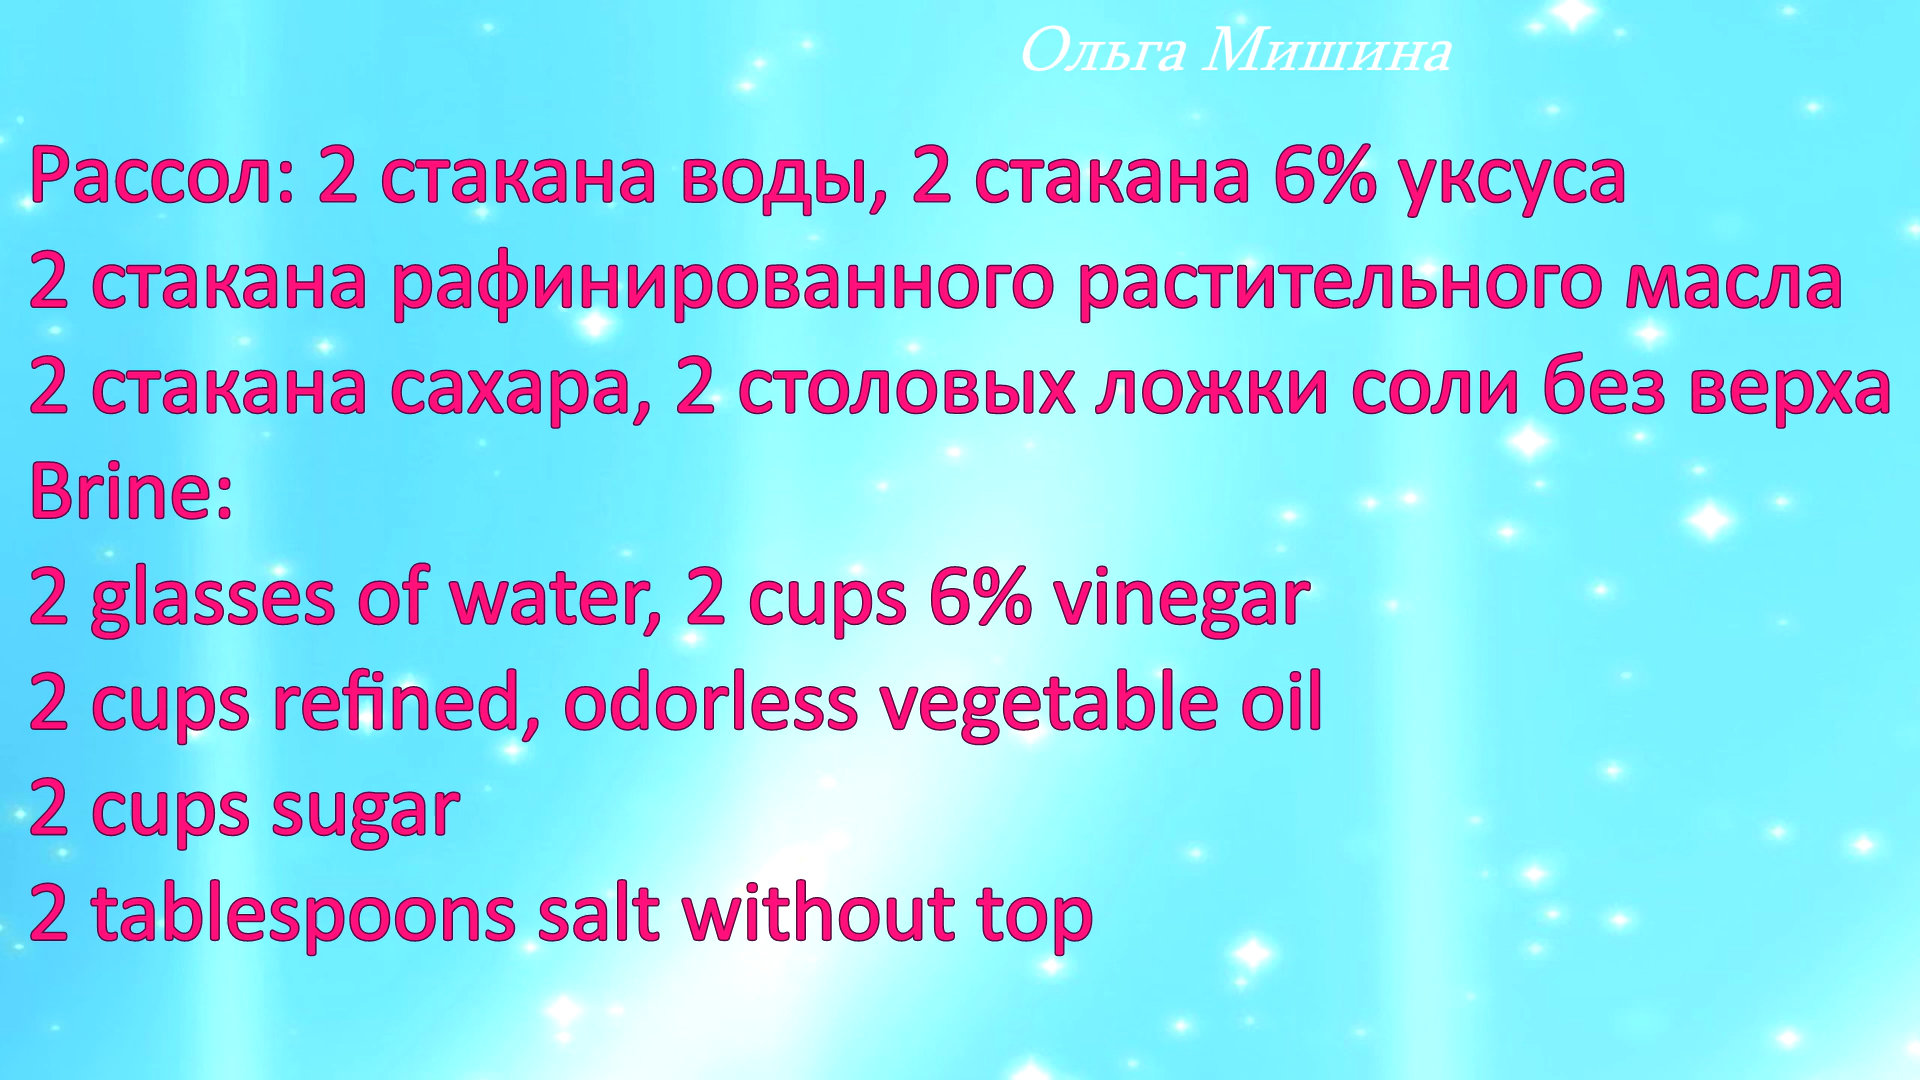 Ольга Мишина
Рассол: 2 стакана воды, 2 стакана 6% уксуса
2 стакана рафинированного растительного масла
2 стакана сахара, 2 столовых ложки соли без верха
Brine:
2 glasses of water, 2 cups 6% vinegar
2 cups refined, odorless vegetable oil
2 cups sugar
2 tablespoons salt without top